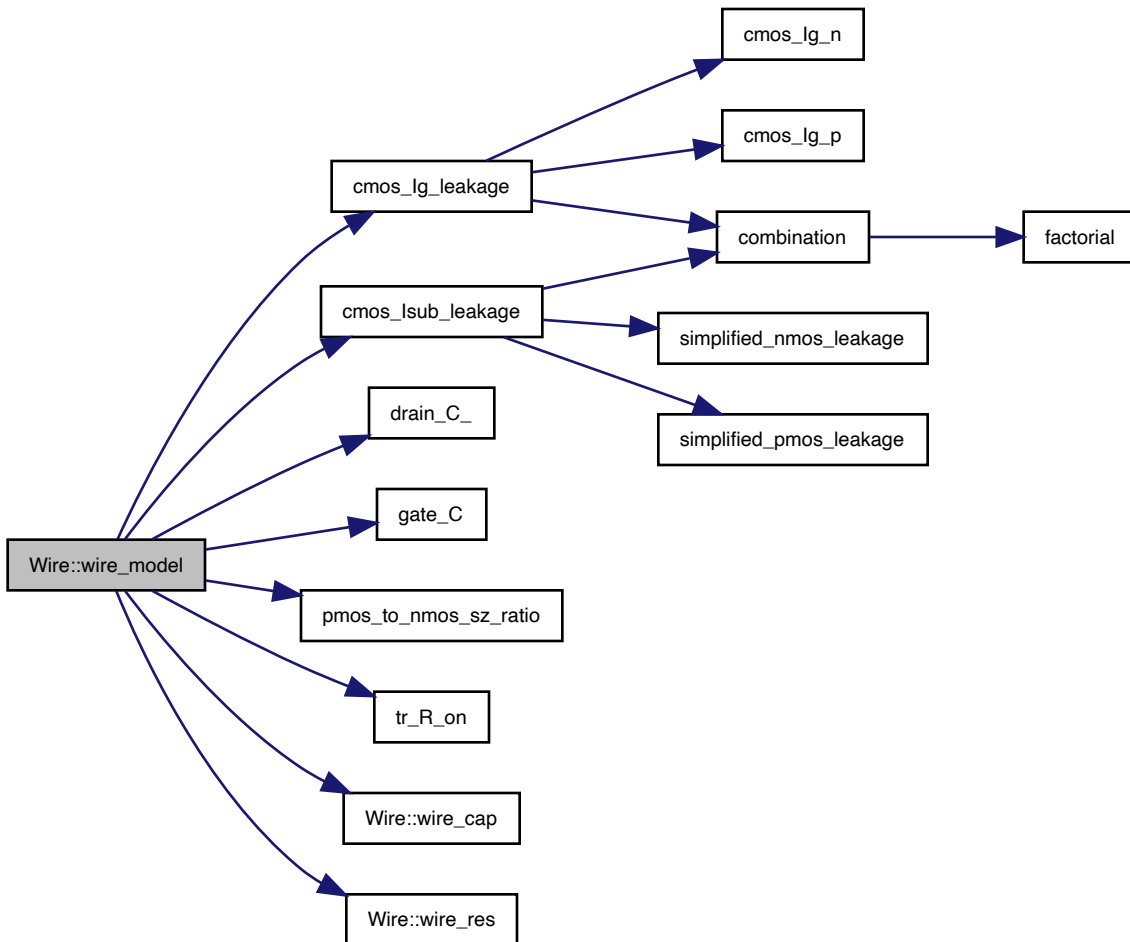 cmos_Ig_n
cmos_Ig_p
cmos_Ig_leakage
combination
factorial
cmos_Isub_leakage
simplified_nmos_leakage
drain_C_
simplified_pmos_leakage
gate_C
Wire::wire_model
pmos_to_nmos_sz_ratio
tr_R_on
Wire::wire_cap
Wire::wire_res